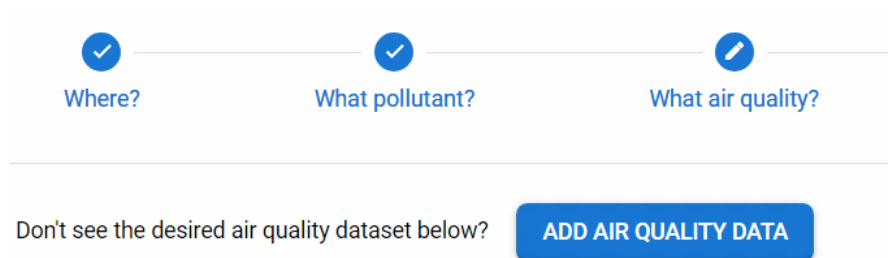 Where? What pollutant? What air quality?
Don't see the desired air quality dataset below? ADD AIR QUALITY DATA